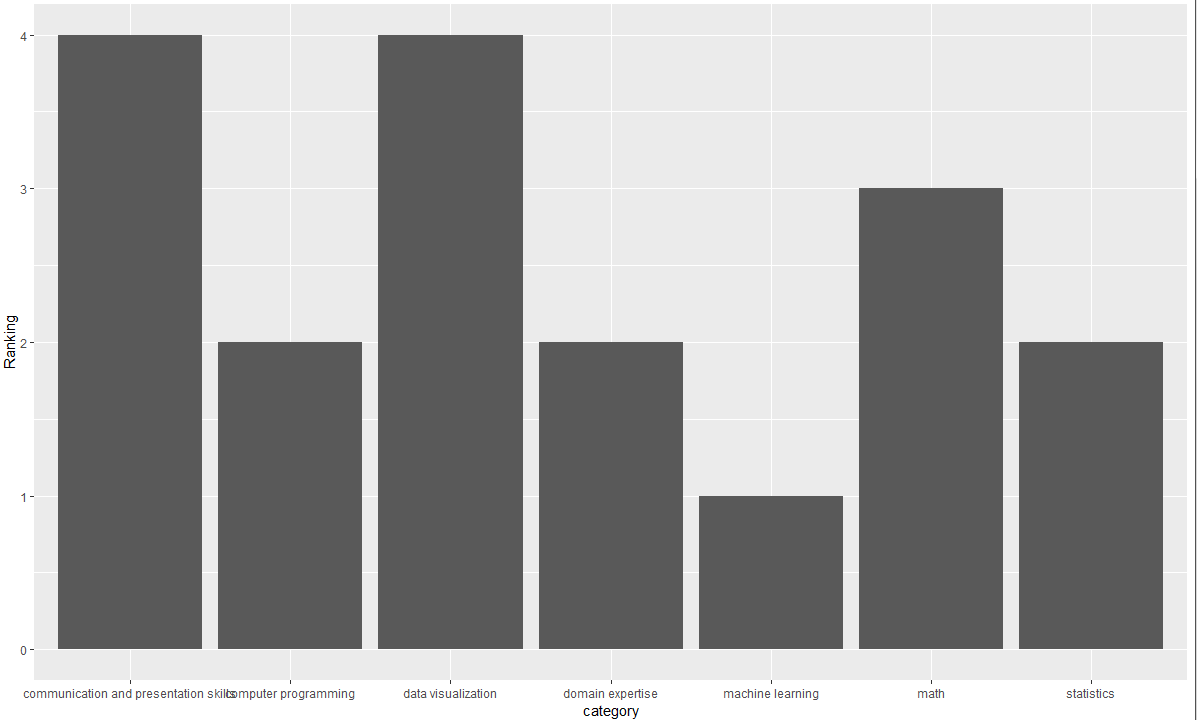 Ranking
4
3
2
1
0
communication and presentation skills
computer programming
data visualization
domain expertise
machine learning
math
statistics
category